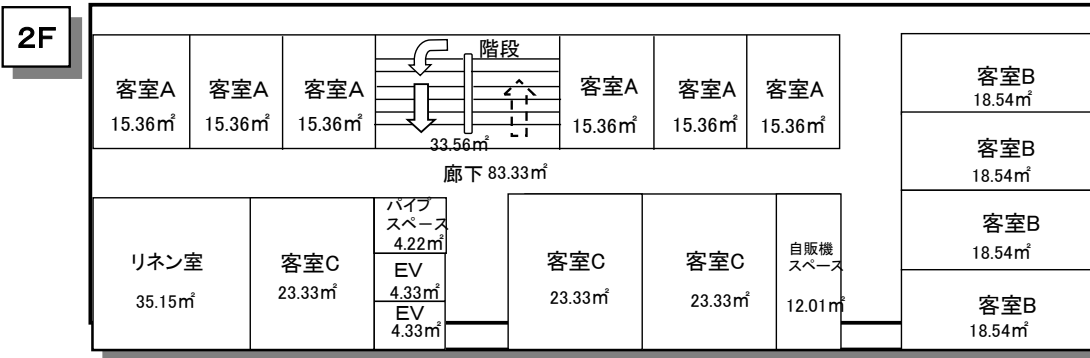 2F
階段
客室A
15.36㎡
客室A
15.36㎡
客室A
15.36㎡
33.56㎡
客室A
15.36㎡
客室A
15.36㎡
客室A
15.36㎡
客室B
18.54㎡
客室B
18.54㎡
客室B
18.54㎡
客室B
18.54㎡
廊下 83.33㎡
リネン室
35.15㎡
客室C
23.33㎡
パイプ
スペース
4.22㎡
EV
4.33㎡
EV
4.33㎡
客室C
23.33㎡
客室C
23.33㎡
自販機
スペース
12.01㎡